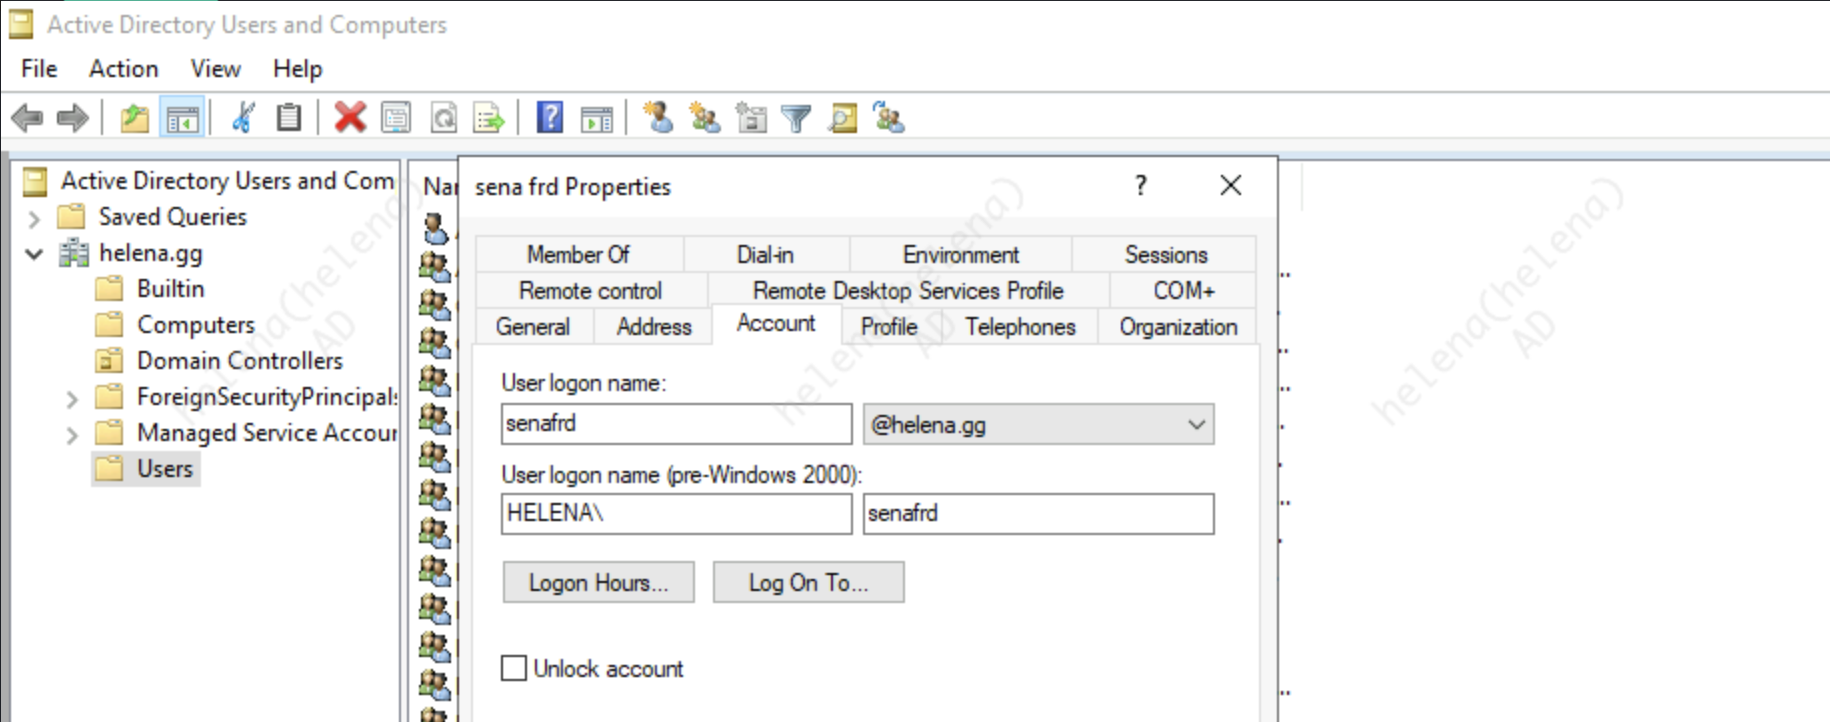 Active Directory Users and Computers
File Action View Help
Active Directory Users and Com
Saved Queries
helena.gg
Builtin
Computers
Domain Controllers
ForeignSecurityPrincipals
Managed Service Accour
Users
Nar
sena frd Properties ?
Member Of Dial-in Environment Sessions
Remote control Remote Desktop Services Profile COM+
General Address Account Profile Telephones Organization
User logon name:
senafrd @helena.gg
User logon name (pre-Windows 2000):
HELENA\ senafrd
Logon Hours... Log On To...
Unlock account
helena(helena)
AD
helena(helena)
AD
helena(helena)
AD